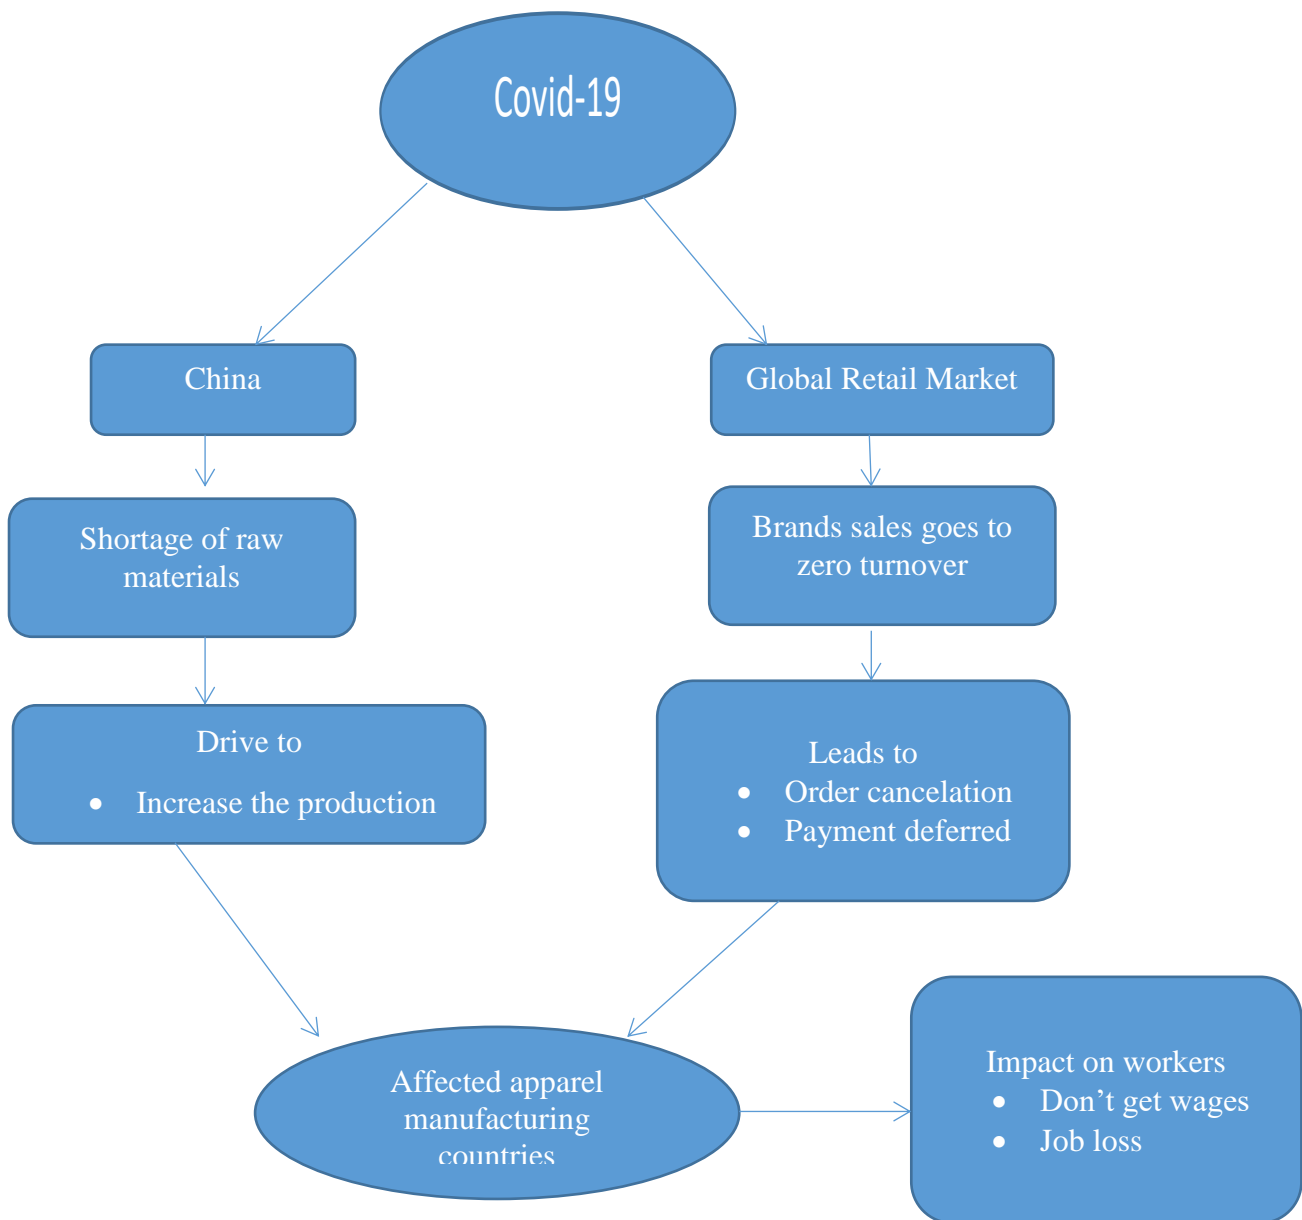 Covid-19
China
Global Retail Market
Shortage of raw
materials
Brands sales goes to
zero turnover
Drive to
• Increase the production
Leads to
• Order cancelation
• Payment deferred
Affected apparel
manufacturing
countries
Impact on workers
• Don’t get wages
• Job loss